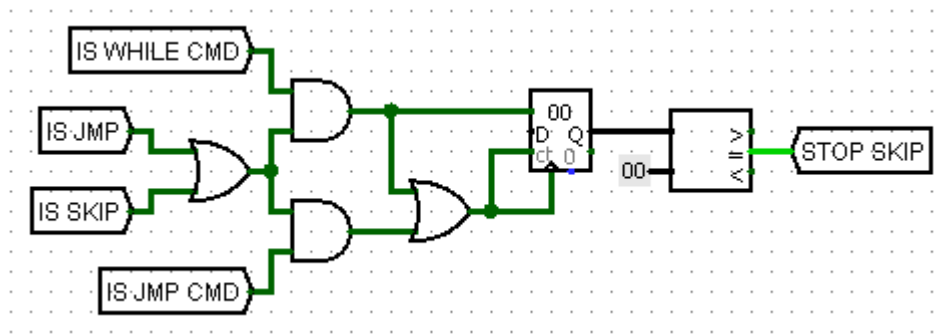 IS WHILE CMD
IS JMP
IS SKIP
IS JMP CMD
00
D Q
ct 0
00
>
=
<
STOP SKIP